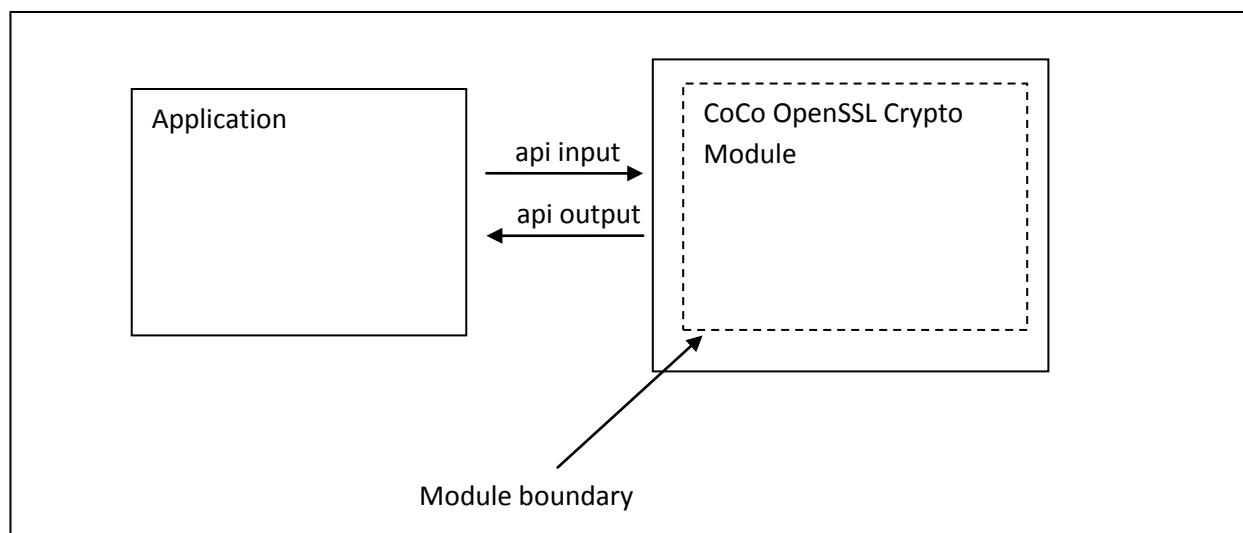 Application
api input
api output
CoCo OpenSSL Crypto
Module
Module boundary